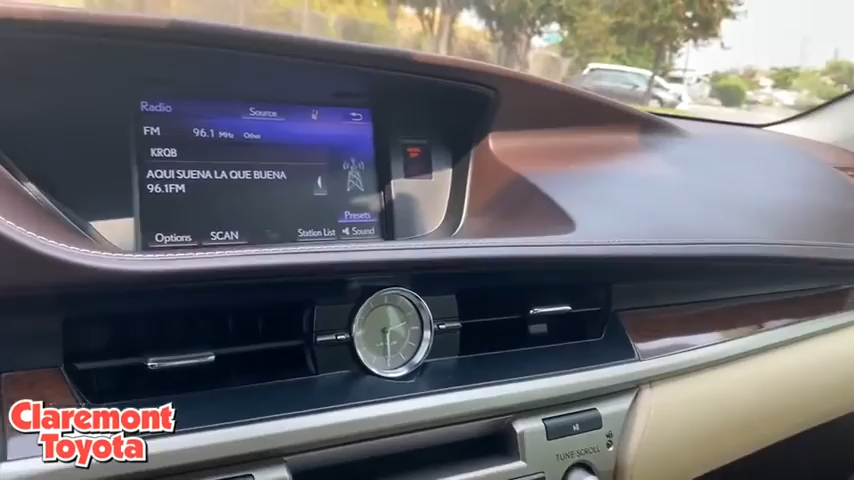 Radio
Source
FM
96.1 MHz Other
KRQB
AQUI SUENA LA QUE BUENA
96.1FM
Presets
Options
SCAN
Station List
Sound
TUNE·SCROLL
Claremont
Toyota